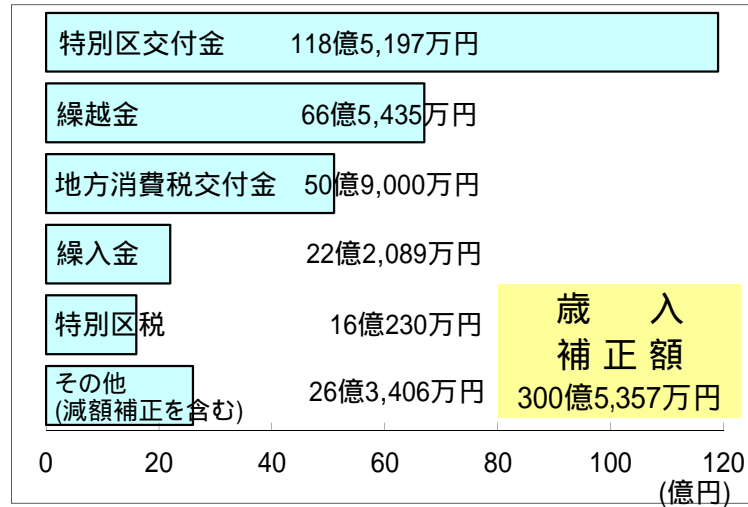 特別区交付金 118億5,197万円
繰越金 66億5,435万円
地方消費税交付金 50億9,000万円
繰入金 22億2,089万円
特別区税 16億230万円
その他
(減額補正を含む) 26億3,406万円
歳 入
補正額
300億5,357万円
0 20 40 60 80 100 120
(億円)